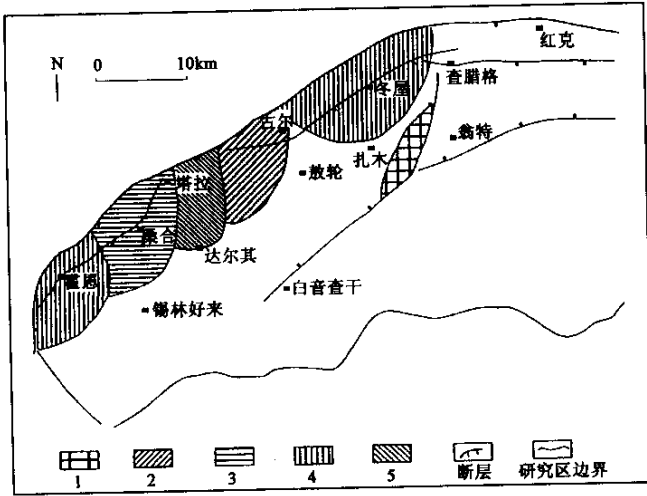 红克
N
0 10km
查腊格
冬屋
古尔
翁特
扎木
敖轮
塔拉
桑合
达尔其
霍恩
白音查干
锡林好来
1 2 3 4 5 断层 研究区边界